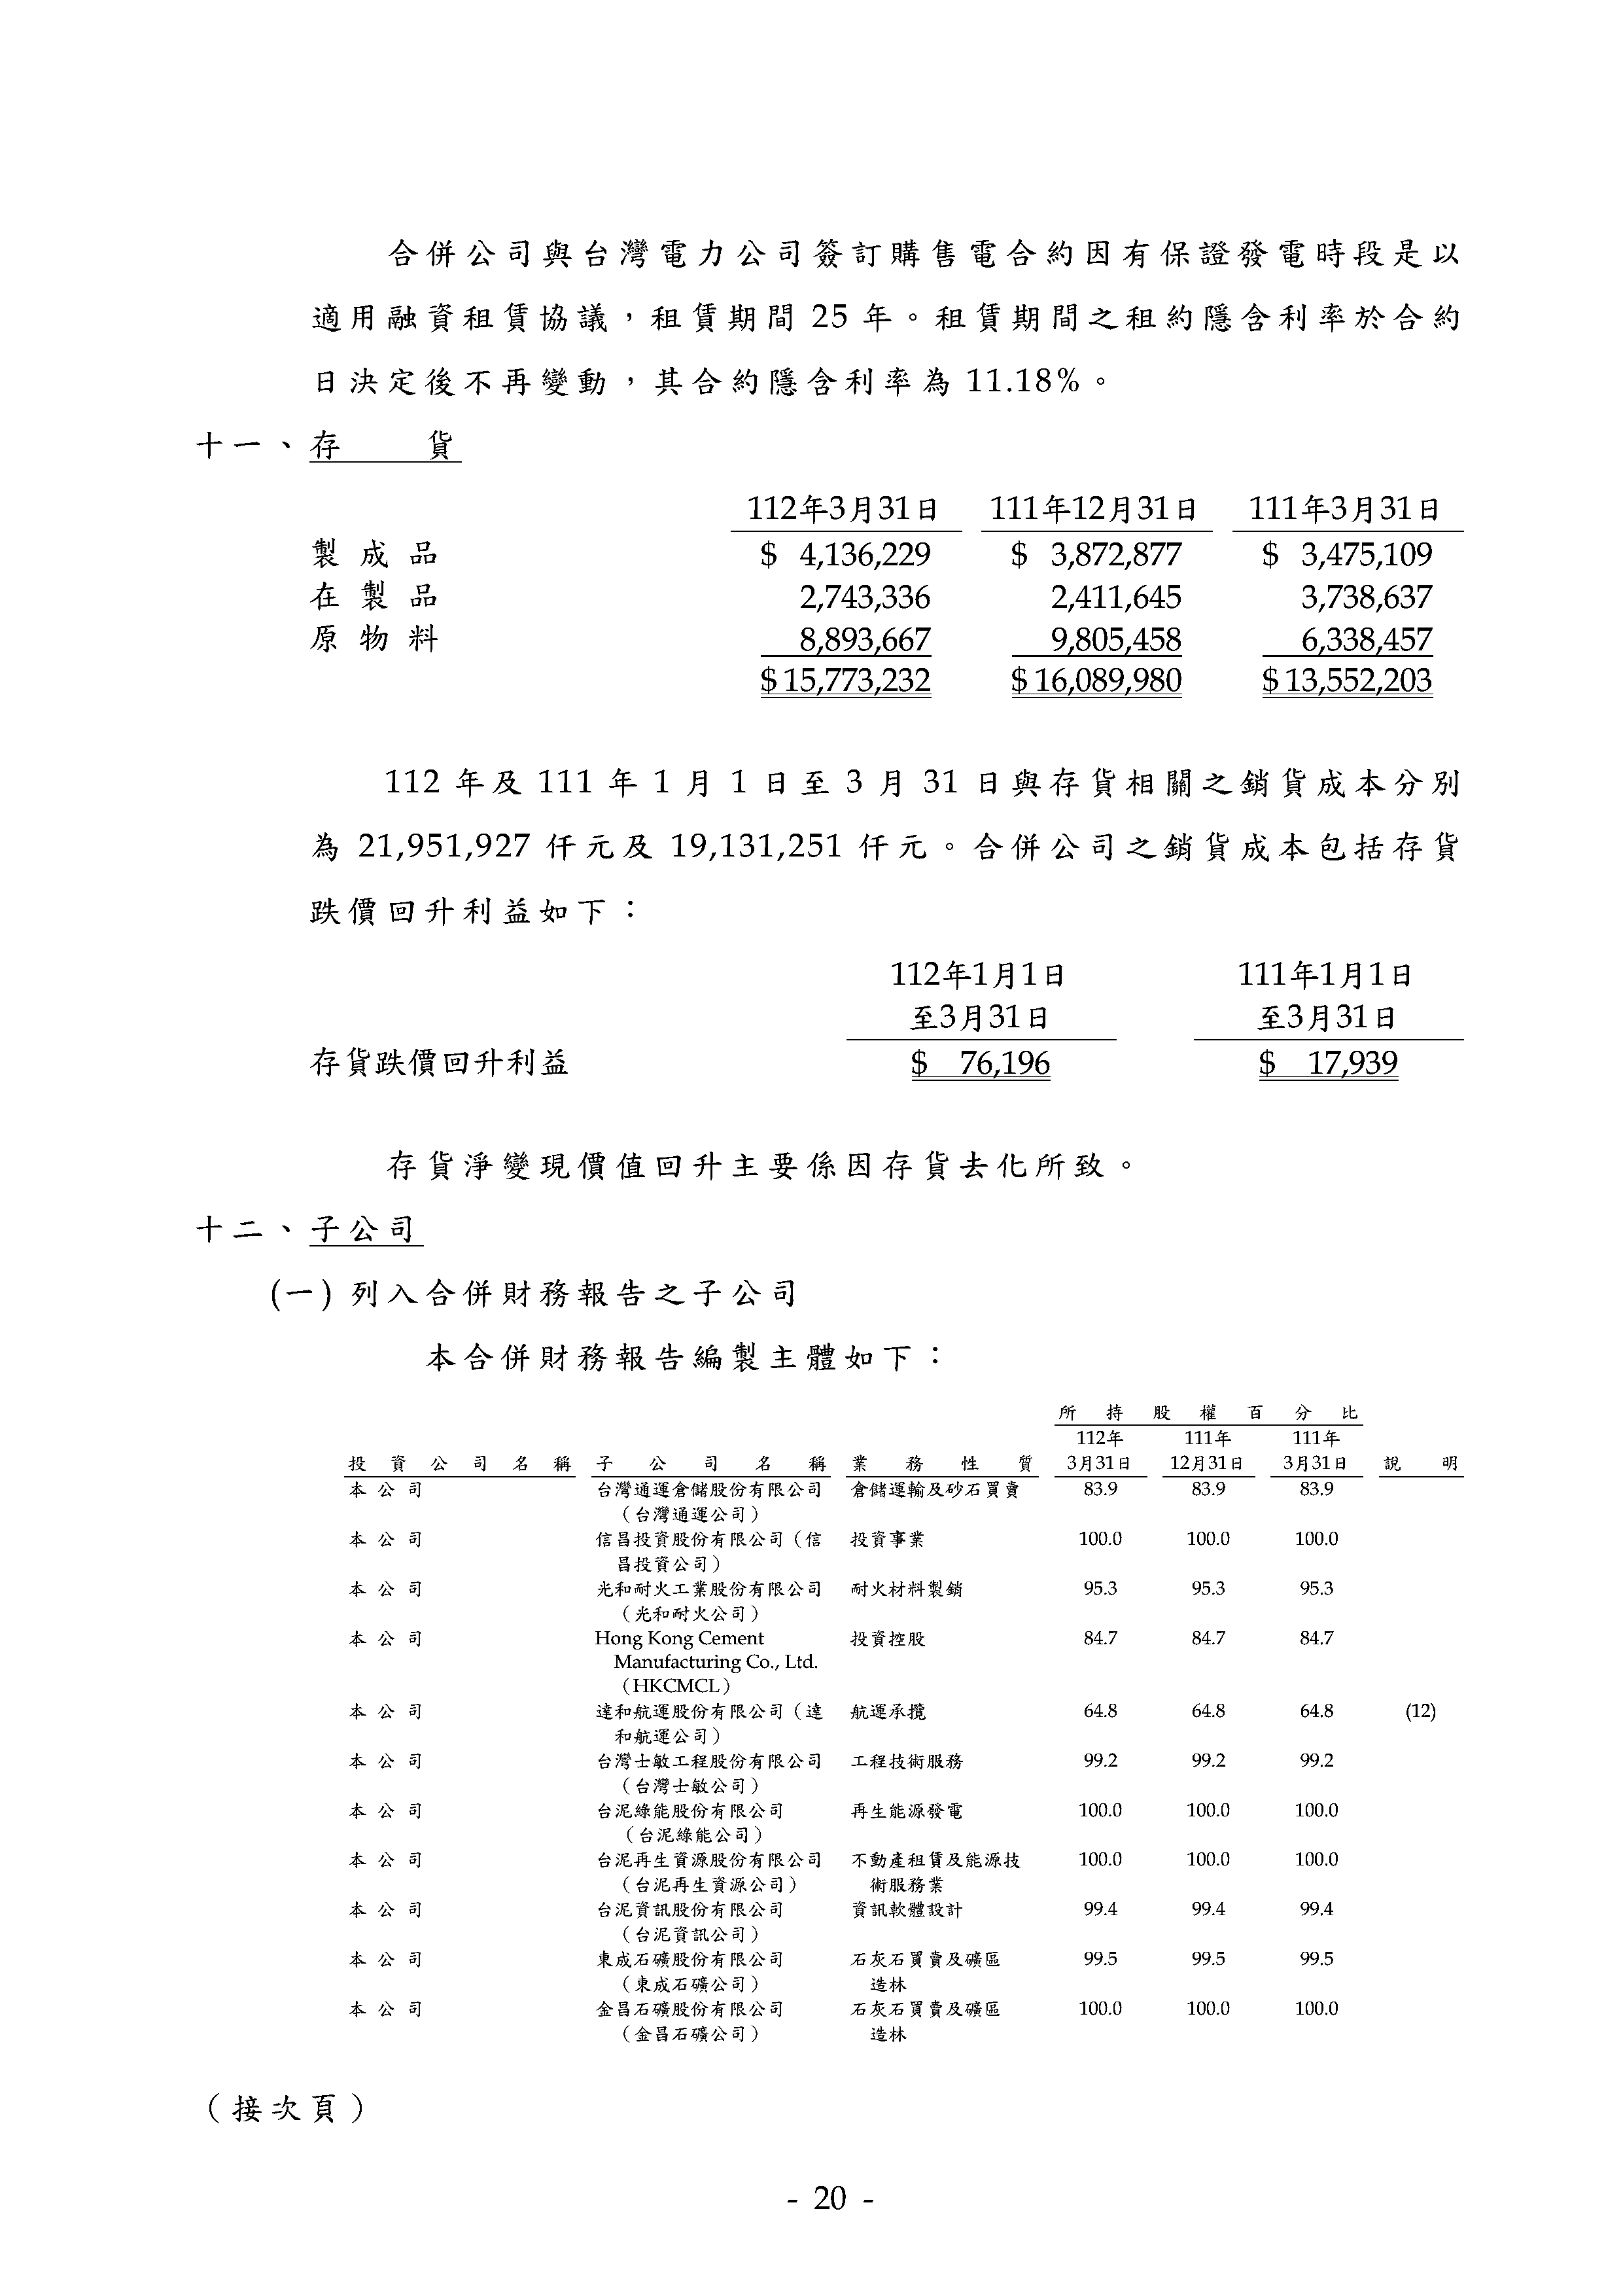 合併公司與台灣電力公司簽訂購售電合約因有保證發電時段是以
適用融資租賃協議，租賃期間 25 年。租賃期間之租約隱含利率於合約
日決定後不再變動，其合約隱含利率為 11.18%。
十一、存　　貨
112年3月31日　111年12月31日　111年3月31日
製成品　$ 4,136,229　$ 3,872,877　$ 3,475,109
在製品　2,743,336　2,411,645　3,738,637
原物料　8,893,667　9,805,458　6,338,457
$15,773,232　$16,089,980　$13,552,203
112 年及 111 年 1 月 1 日至 3 月 31 日與存貨相關之銷貨成本分別
為 21,951,927 仟元及 19,131,251 仟元。合併公司之銷貨成本包括存貨
跌價回升利益如下：
112年1月1日　111年1月1日
至3月31日　至3月31日
存貨跌價回升利益　$ 76,196　$ 17,939
存貨淨變現價值回升主要係因存貨去化所致。
十二、子公司
(一) 列入合併財務報告之子公司
本合併財務報告編製主體如下：
所持股權百分比
112年　111年　111年
投資公司名稱　子公司名稱　業務性質　3月31日　12月31日　3月31日　說明
本公司　台灣通運倉儲股份有限公司　倉儲運輸及砂石買賣　83.9　83.9　83.9
（台灣通運公司）
本公司　信昌投資股份有限公司（信　投資事業　100.0　100.0　100.0
昌投資公司）
本公司　光和耐火工業股份有限公司　耐火材料製銷　95.3　95.3　95.3
（光和耐火公司）
本公司　Hong Kong Cement　投資控股　84.7　84.7　84.7
Manufacturing Co., Ltd.
（HKCMCL）
本公司　達和航運股份有限公司（達　航運承攬　64.8　64.8　64.8　(12)
和航運公司）
本公司　台灣士敏工程股份有限公司　工程技術服務　99.2　99.2　99.2
（台灣士敏公司）
本公司　台泥綠能股份有限公司　再生能源發電　100.0　100.0　100.0
（台泥綠能公司）
本公司　台泥再生資源股份有限公司　不動產租賃及能源技　100.0　100.0　100.0
（台泥再生資源公司）　術服務業
本公司　台泥資訊股份有限公司　資訊軟體設計　99.4　99.4　99.4
（台泥資訊公司）
本公司　東成石礦股份有限公司　石灰石買賣及礦區　99.5　99.5　99.5
（東成石礦公司）　造林
本公司　金昌石礦股份有限公司　石灰石買賣及礦區　100.0　100.0　100.0
（金昌石礦公司）　造林
（接次頁）
- 20 -